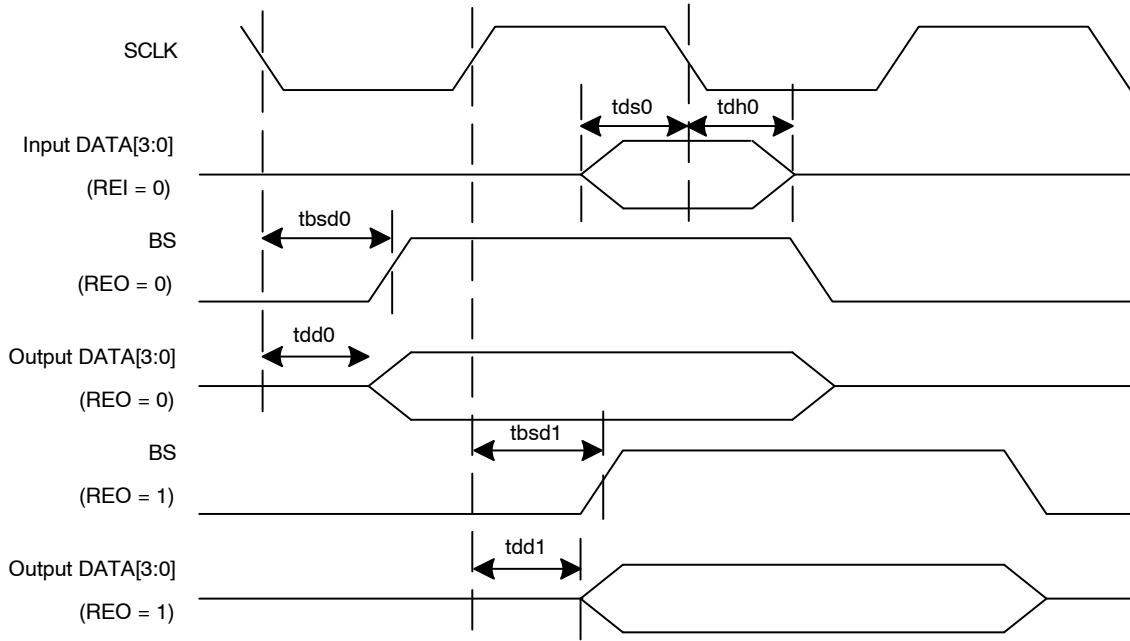 SCLK
tds0
tdh0
Input DATA[3:0]
(REI = 0)
tbsd0
BS
(REO = 0)
tdd0
Output DATA[3:0]
(REO = 0)
tbsd1
BS
(REO = 1)
tdd1
Output DATA[3:0]
(REO = 1)